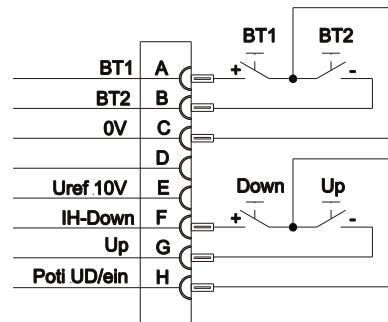 BT1 BT2
BT1 A + -
BT2 B
0V C
D
Uref 10V E Down Up
IH-Down F + -
Up G
Poti UD/ein H